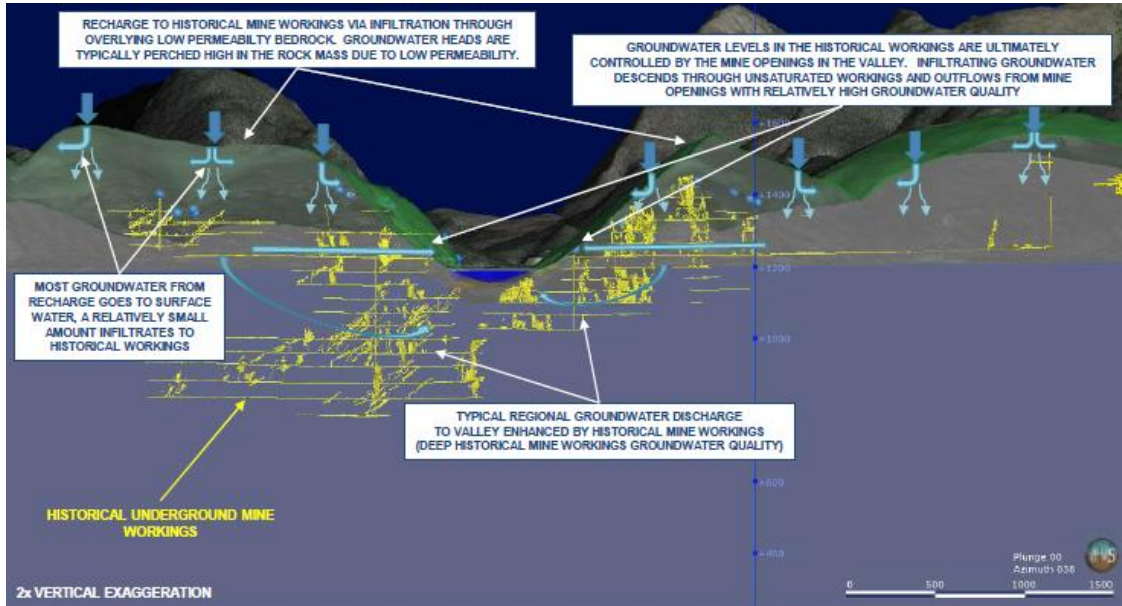 RECHARGE TO HISTORICAL MINE WORKINGS VIA INFILTRATION THROUGH
OVERLYING LOW PERMEABILTY BEDROCK. GROUNDWATER HEADS ARE
TYPICALLY PERCHED HIGH IN THE ROCK MASS DUE TO LOW PERMEABILITY.
GROUNDWATER LEVELS IN THE HISTORICAL WORKINGS ARE ULTIMATELY
CONTROLLED BY THE MINE OPENINGS IN THE VALLEY. INFILTRATING GROUNDWATER
DESCENDS THROUGH UNSATURATED WORKINGS AND OUTFLOWS FROM MINE
OPENINGS WITH RELATIVELY HIGH GROUNDWATER QUALITY
+1600
+1400
+1200
MOST GROUNDWATER FROM
RECHARGE GOES TO SURFACE
WATER, A RELATIVELY SMALL
AMOUNT INFILTRATES TO
HISTORICAL WORKINGS
+1000
TYPICAL REGIONAL GROUNDWATER DISCHARGE
TO VALLEY ENHANCED BY HISTORICAL MINE WORKINGS
(DEEP HISTORICAL MINE WORKINGS GROUNDWATER QUALITY)
+600
HISTORICAL UNDERGROUND MINE
WORKINGS
+400
Plunge 00
Azimuth 038
0 500 1000 1500
2x VERTICAL EXAGGERATION